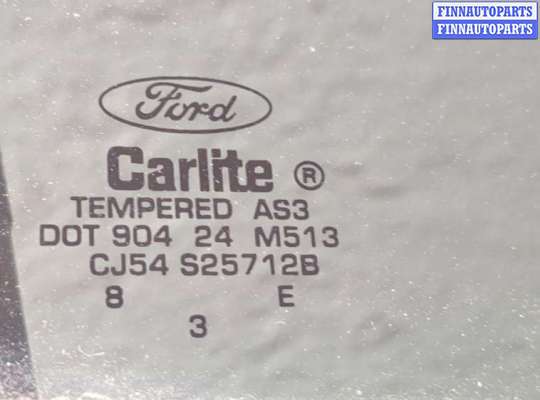 FINNAUTOPARTS
FINNAUTOPARTS
Ford
Carlite ®
TEMPERED AS3
DOT 904 24 M513
CJ54 S25712B
8 E
3